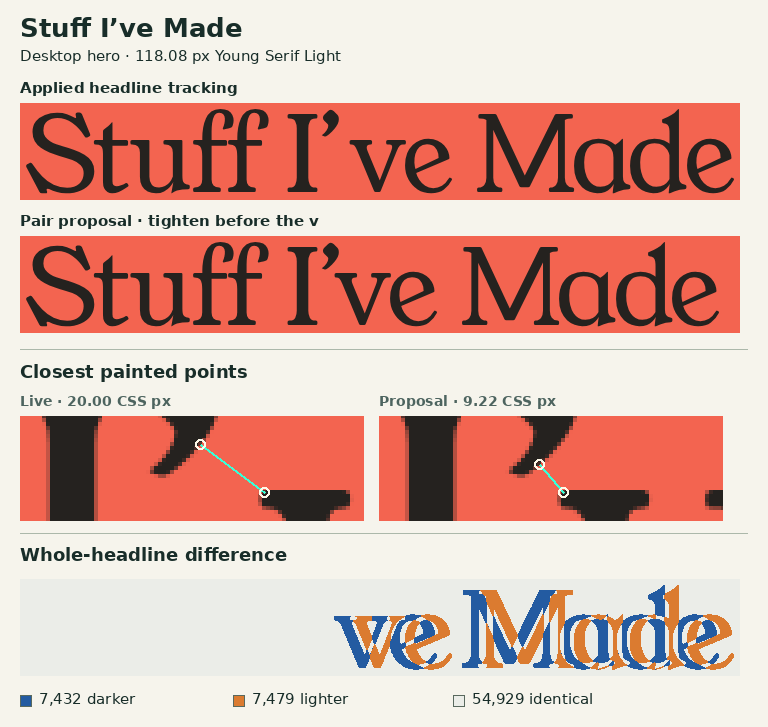 Stuff I’ve Made
Desktop hero · 118.08 px Young Serif Light
Applied headline tracking
Stuff I’ve Made
Pair proposal · tighten before the v
Stuff I’ve Made
Closest painted points
Live · 20.00 CSS px
Proposal · 9.22 CSS px
Whole-headline difference
ve Made
7,432 darker
7,479 lighter
54,929 identical